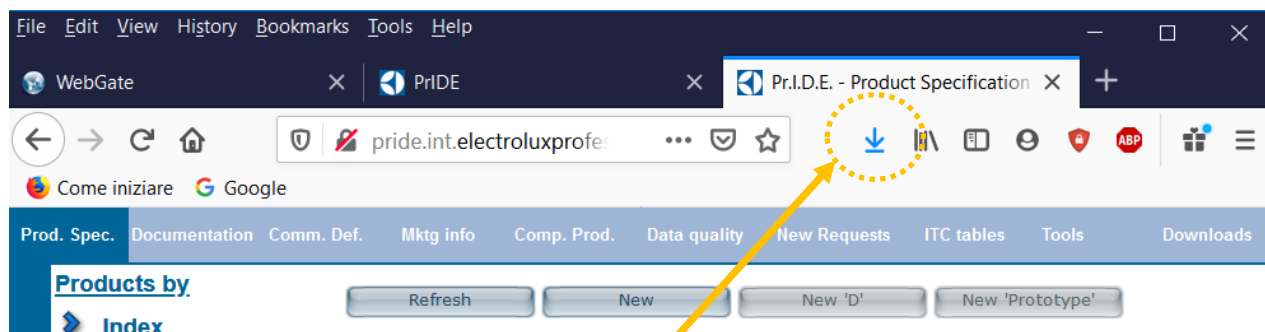 File Edit View History Bookmarks Tools Help
WebGate PrIDE Pr.I.D.E. - Product Specification
pride.int.electroluxprofes ABP
Come iniziare Google
Prod. Spec. Documentation Comm. Def. Mktg info Comp. Prod. Data quality New Requests ITC tables Tools Downloads
Products by Refresh New New 'D' New 'Prototype'
Index